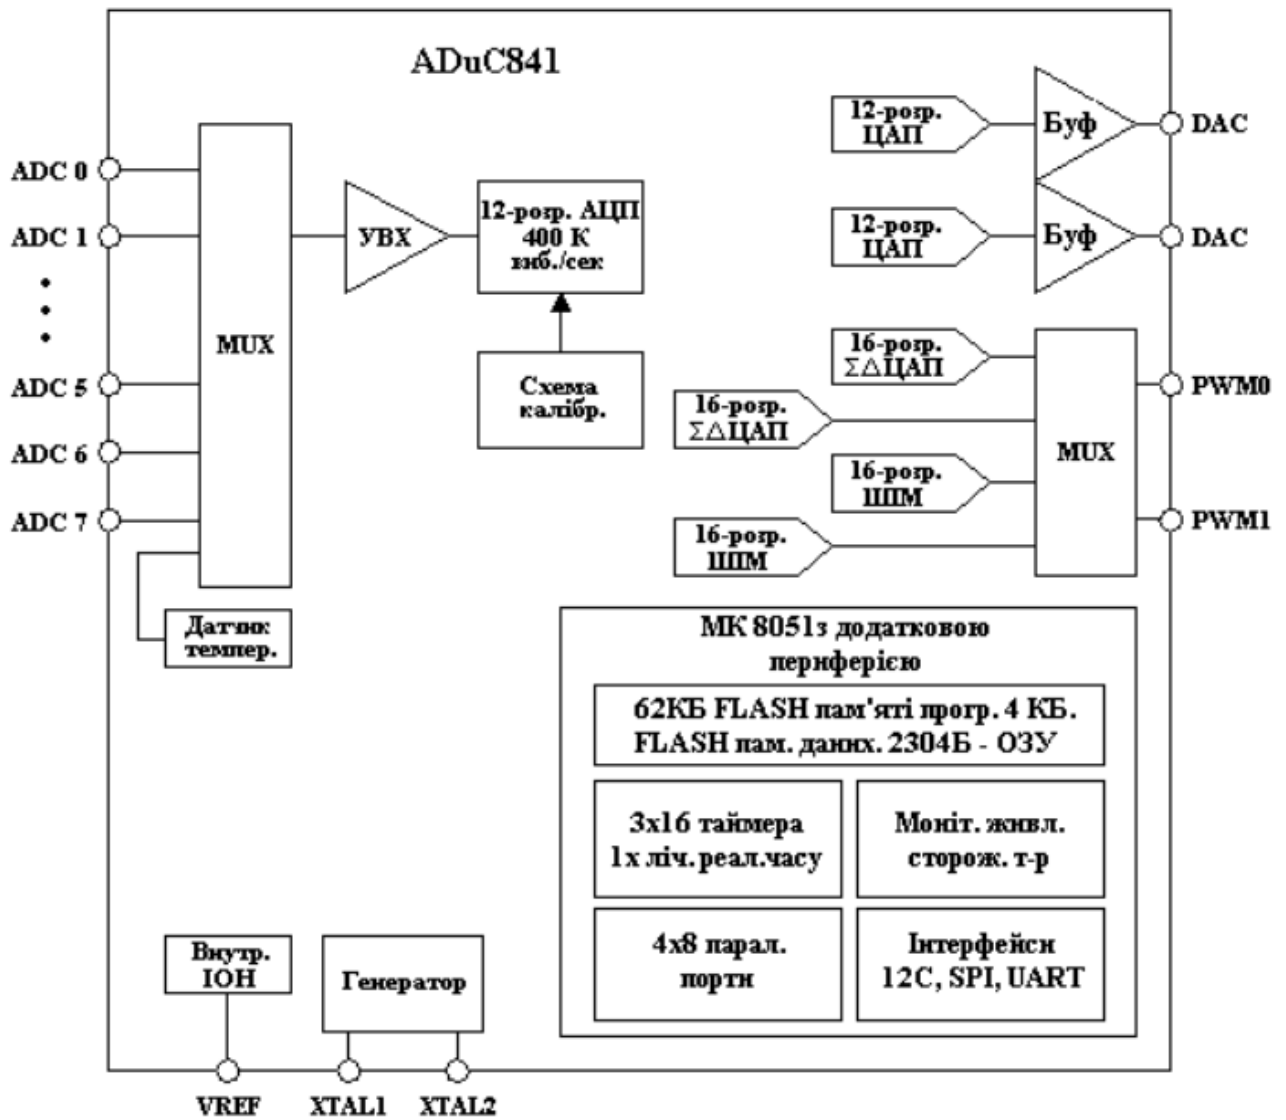 ADuC841
ADC 0
ADC 1
ADC 5
ADC 6
ADC 7
MUX
УВХ
12-розр. АЦП
400 К
виб./сек
Схема
калібр.
Датчик
темпер.
12-розр.
ЦАП
Буф
DAC
12-розр.
ЦАП
Буф
DAC
16-розр.
ΣΔЦАП
16-розр.
ΣΔЦАП
16-розр.
ШІМ
16-розр.
ШІМ
MUX
PWM0
PWM1
МК 8051з додатковою
периферією
62КБ FLASH пам'яті прогр. 4 КБ.
FLASH пам. даних. 2304Б - ОЗУ
3x16 таймера
1x ліч.реал.часу
Моніт. живл.
сторож. т-р
4x8 парал.
порти
Інтерфейси
12C, SPI, UART
Внутр.
ІОН
Генератор
VREF
XTAL1
XTAL2